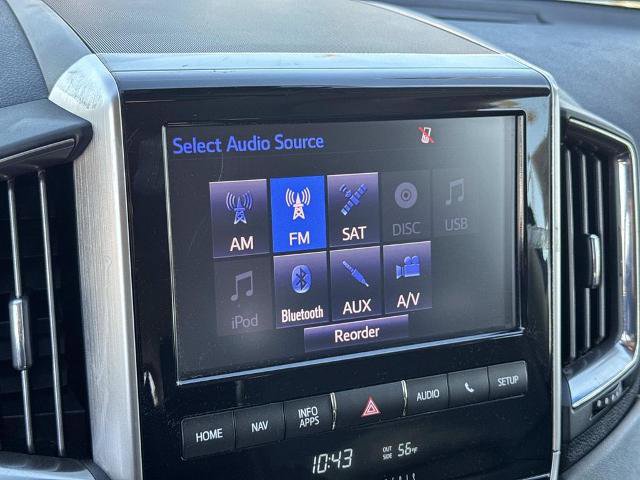 Select Audio Source
AM FM SAT DISC USB
iPod Bluetooth AUX A/V
Reorder
HOME NAV INFO APPS AUDIO SETUP
10:43 OUT SIDE 56°F